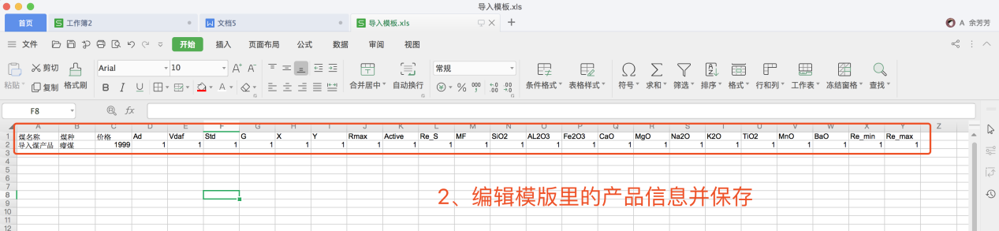 导入模板.xls
首页 工作簿2 文档5 导入模板.xls A 余芳芳
文件 开始 插入 页面布局 公式 数据 审阅 视图
粘贴 剪切 复制 格式刷 Arial 10 A+ A- B I U A 合并居中 自动换行 常规 % 000 .00 .00 条件格式 表格样式 符号 求和 筛选 排序 格式 行和列 工作表 冻结窗格 查找
F8 fx
A B C D E F G H I J K L M N O P Q R S T U V W X Y Z
1 煤名称 煤种 价格 Ad Vdaf Std G X Y Rmax Active Re_S MF SiO2 AL2O3 Fe2O3 CaO MgO Na2O K2O TiO2 MnO BaO Re_min Re_max
2 导入煤产品 瘦煤 1999 1 1 1 1 1 1 1 1 1 1 1 1 1 1 1 1 1 1 1 1 1 1
3
4
5
6
7
8
9
10
11
12
2、编辑模版里的产品信息并保存